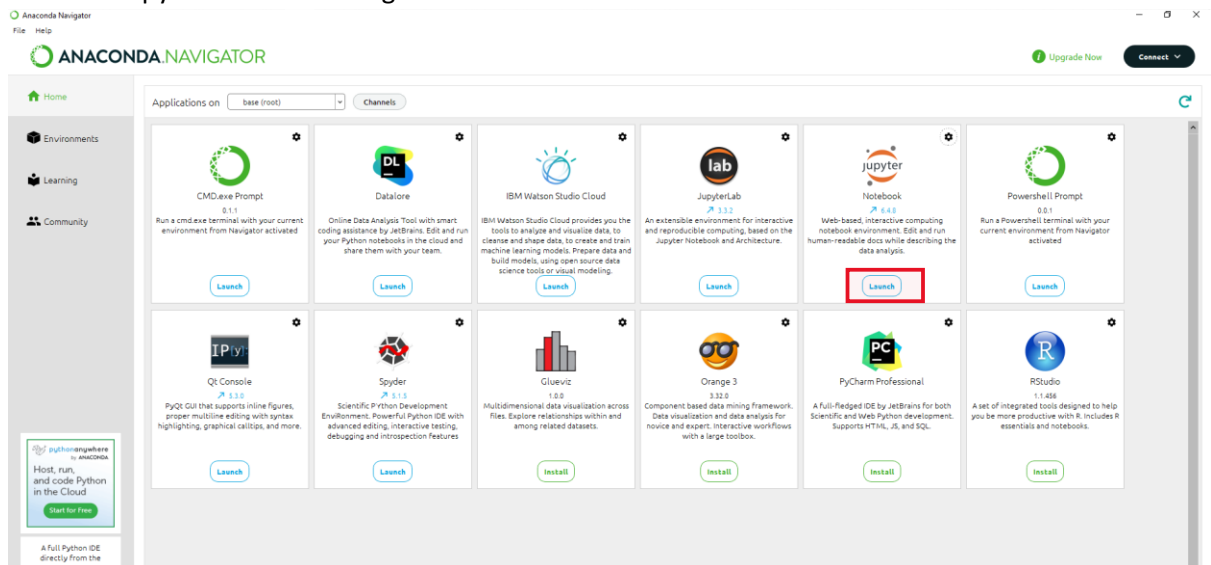 Anaconda Navigator
File Help
ANACONDA.NAVIGATOR
i Upgrade Now
Connect
Home
Environments
Learning
Community
Applications on base (root) Channels
CMD.exe Prompt
0.1.1
Run a cmd.exe terminal with your current
environment from Navigator activated
Launch
DL
Datalore
Online Data Analysis Tool with smart
coding assistance by JetBrains. Edit and run
your Python notebooks in the cloud and
share them with your team.
Launch
IBM Watson Studio Cloud
IBM Watson Studio Cloud provides you the
tools to analyze and visualize data, to
cleanse and shape data, to create and train
machine learning models. Prepare data and
build models, using open source data
science tools or visual modeling.
Launch
lab
JupyterLab
3.3.2
An extensible environment for interactive
and reproducible computing, based on the
Jupyter Notebook and Architecture.
Launch
jupyter
Notebook
6.4.8
Web-based, interactive computing
notebook environment. Edit and run
human-readable docs while describing the
data analysis.
Launch
Powershell Prompt
0.0.1
Run a Powershell terminal with your
current environment from Navigator
activated
Launch
IP[y]:
Qt Console
5.3.0
PyQt GUI that supports inline figures,
proper multiline editing with syntax
highlighting, graphical calltips, and more.
Launch
Spyder
5.1.5
Scientific PYthon Development
EnviRonment. Powerful Python IDE with
advanced editing, interactive testing,
debugging and introspection features
Launch
Glueviz
1.0.0
Multidimensional data visualization across
files. Explore relationships within and
among related datasets.
Install
Orange 3
3.32.0
Component based data mining framework.
Data visualization and data analysis for
novice and expert. Interactive workflows
with a large toolbox.
Install
PC
PyCharm Professional
A full-fledged IDE by JetBrains for both
Scientific and Web Python development.
Supports HTML, JS, and SQL.
Install
R
RStudio
1.1.456
A set of integrated tools designed to help
you be more productive with R. Includes R
essentials and notebooks.
Install
pythonanywhere
by ANACONDA
Host, run,
and code Python
in the Cloud
Start for Free
A full Python IDE
directly from the